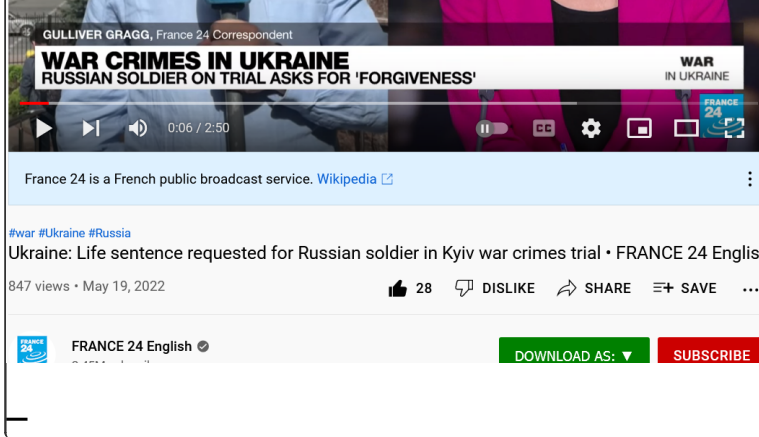 GULLIVER GRAGG, France 24 Correspondent
WAR CRIMES IN UKRAINE
RUSSIAN SOLDIER ON TRIAL ASKS FOR 'FORGIVENESS'
WAR
IN UKRAINE
FRANCE
24
0:06 / 2:50
CC
France 24 is a French public broadcast service. Wikipedia
#war #Ukraine #Russia
Ukraine: Life sentence requested for Russian soldier in Kyiv war crimes trial • FRANCE 24 Englis
847 views • May 19, 2022
28 DISLIKE SHARE SAVE
FRANCE
24
FRANCE 24 English
DOWNLOAD AS: ▼ SUBSCRIBE